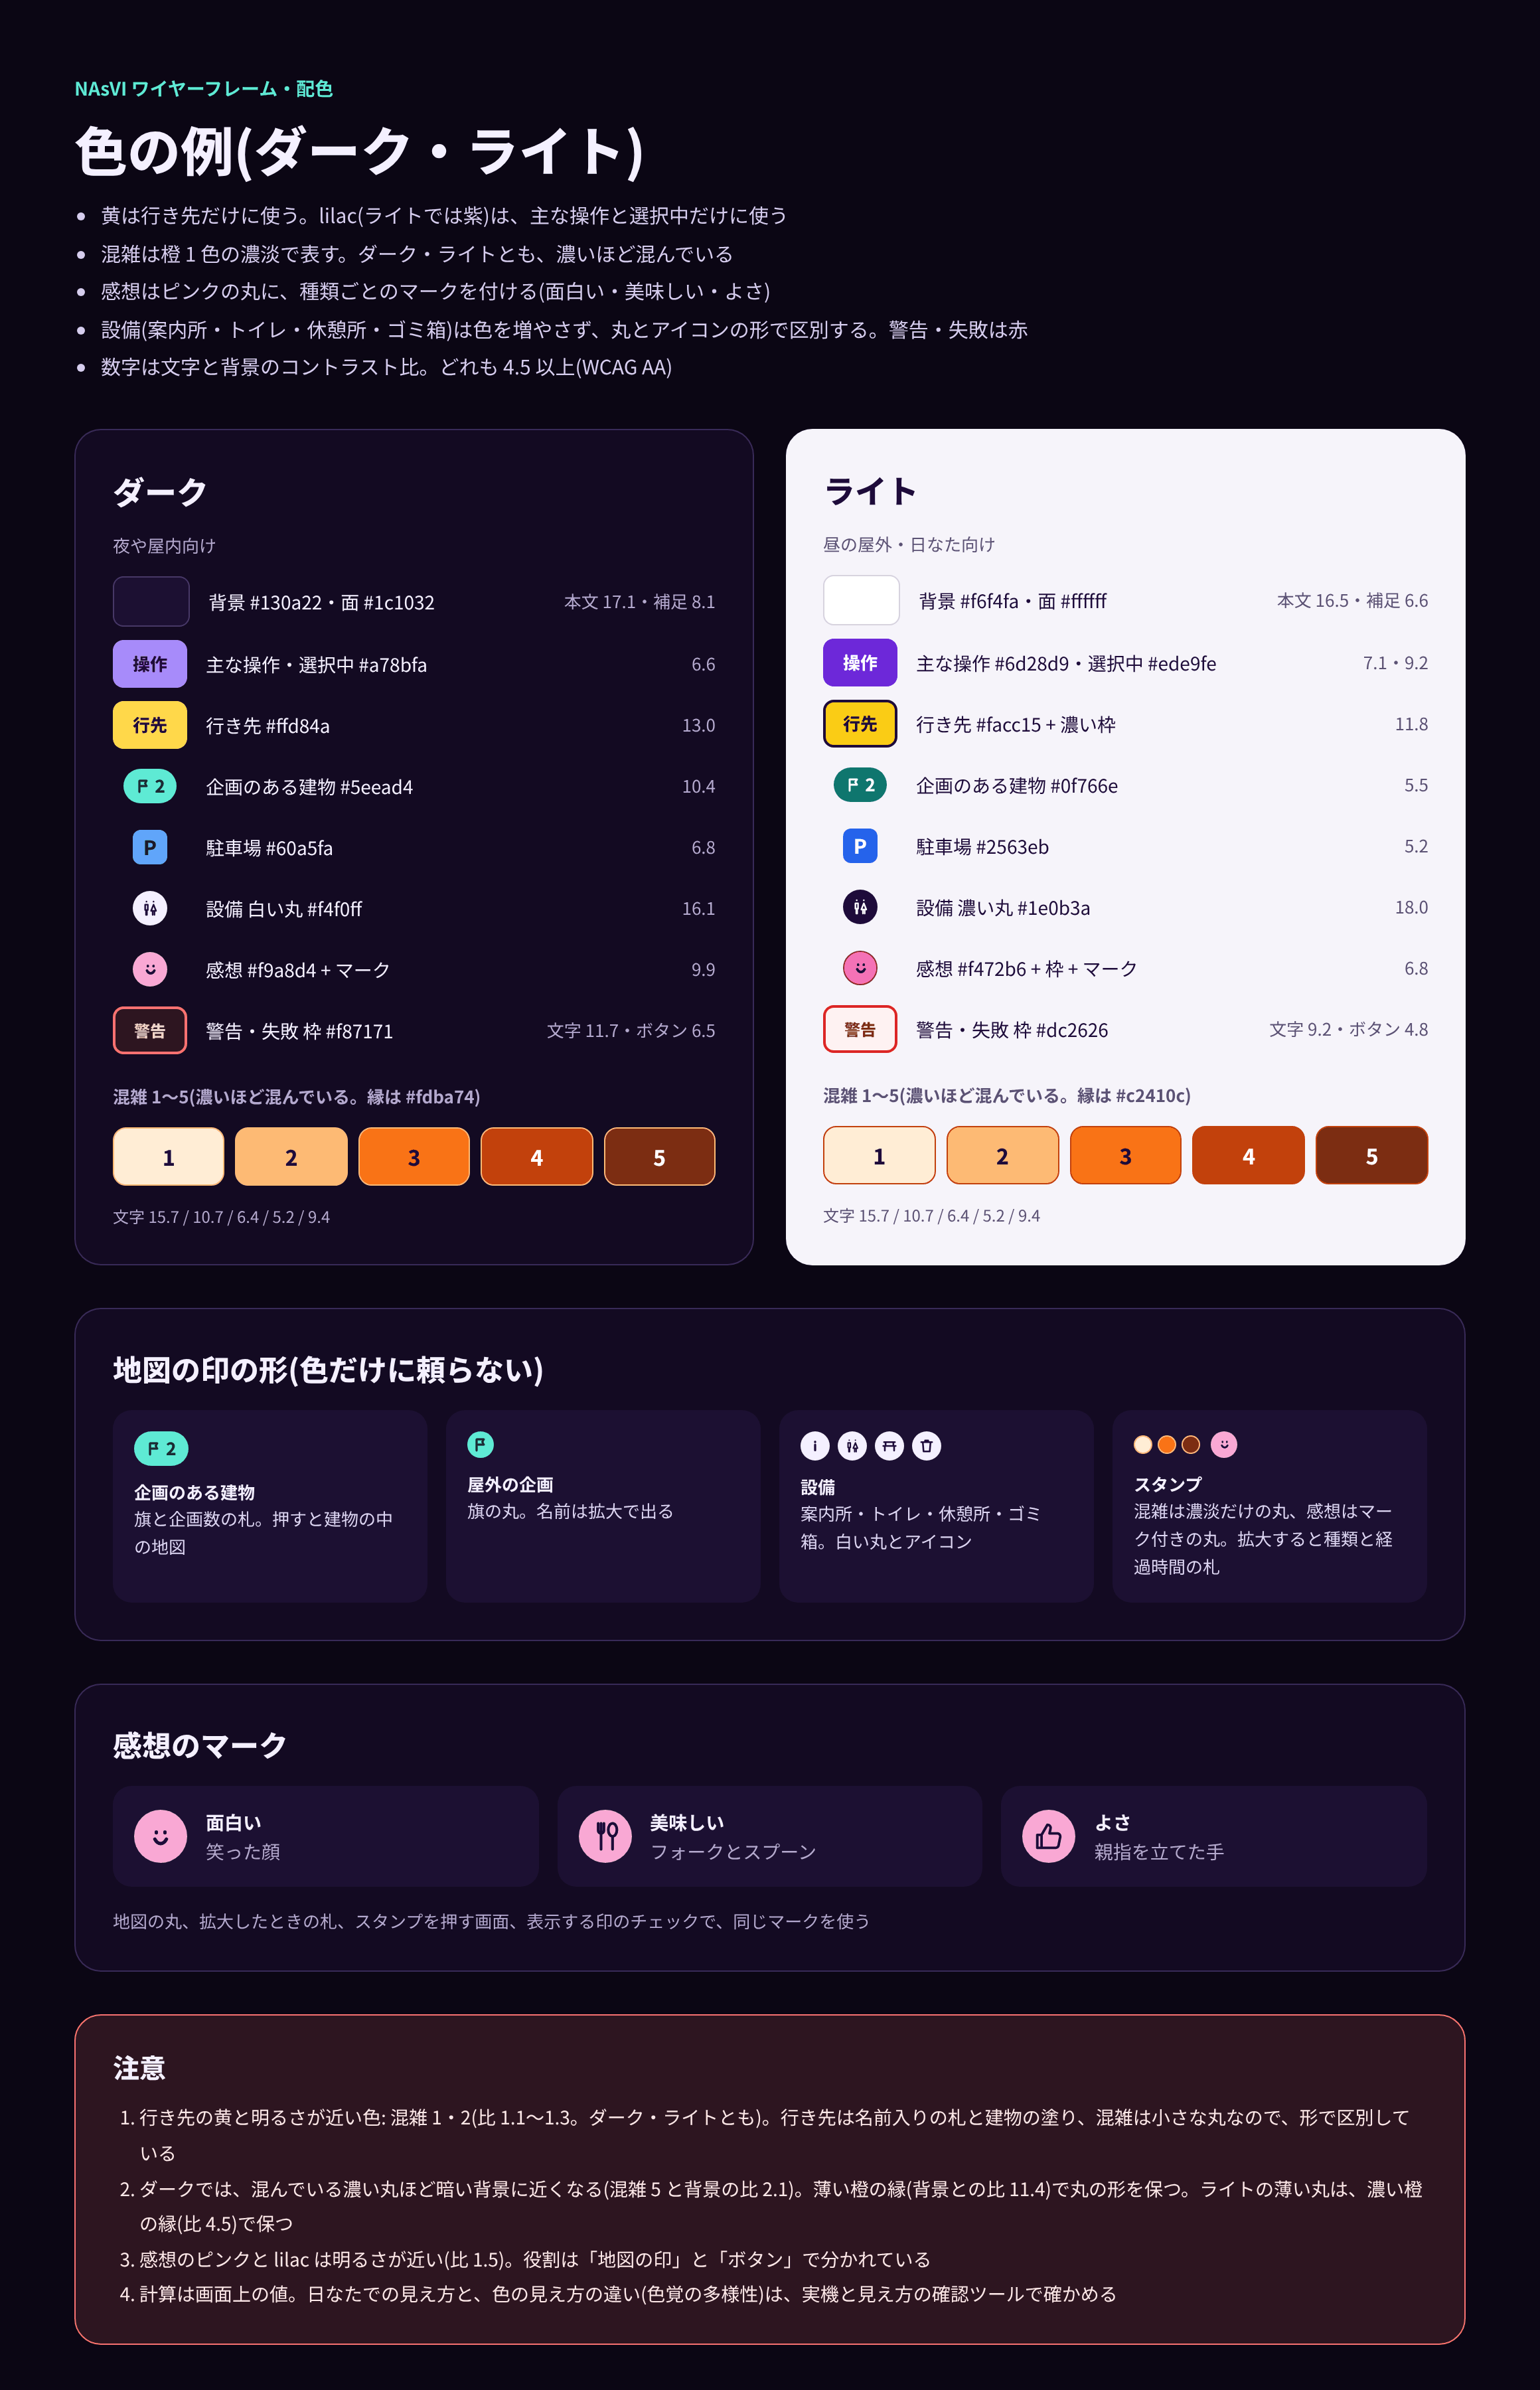 NAsVI ワイヤーフレーム・配色
色の例(ダーク・ライト)
• 黄は行き先だけに使う。lilac(ライトでは紫)は、主な操作と選択中だけに使う
• 混雑は橙 1 色の濃淡で表す。ダーク・ライトとも、濃いほど混んでいる
• 感想はピンクの丸に、種類ごとのマークを付ける(面白い・美味しい・よさ)
• 設備(案内所・トイレ・休憩所・ゴミ箱)は色を増やさず、丸とアイコンの形で区別する。警告・失敗は赤
• 数字は文字と背景のコントラスト比。どれも 4.5 以上(WCAG AA)
ダーク
夜や屋内向け
背景 #130a22・面 #1c1032 本文 17.1・補足 8.1
操作 主な操作・選択中 #a78bfa 6.6
行先 行き先 #ffd84a 13.0
2 企画のある建物 #5eead4 10.4
P 駐車場 #60a5fa 6.8
設備 白い丸 #f4f0ff 16.1
感想 #f9a8d4 + マーク 9.9
警告 警告・失敗 枠 #f87171 文字 11.7・ボタン 6.5
混雑 1〜5(濃いほど混んでいる。縁は #fdba74)
1 2 3 4 5
文字 15.7 / 10.7 / 6.4 / 5.2 / 9.4
ライト
昼の屋外・日なた向け
背景 #f6f4fa・面 #ffffff 本文 16.5・補足 6.6
操作 主な操作 #6d28d9・選択中 #ede9fe 7.1・9.2
行先 行き先 #facc15 + 濃い枠 11.8
2 企画のある建物 #0f766e 5.5
P 駐車場 #2563eb 5.2
設備 濃い丸 #1e0b3a 18.0
感想 #f472b6 + 枠 + マーク 6.8
警告 警告・失敗 枠 #dc2626 文字 9.2・ボタン 4.8
混雑 1〜5(濃いほど混んでいる。縁は #c2410c)
1 2 3 4 5
文字 15.7 / 10.7 / 6.4 / 5.2 / 9.4
地図の印の形(色だけに頼らない)
2
企画のある建物
旗と企画数の札。押すと建物の中
の地図
屋外の企画
旗の丸。名前は拡大で出る
i
設備
案内所・トイレ・休憩所・ゴミ
箱。白い丸とアイコン
スタンプ
混雑は濃淡だけの丸、感想はマー
ク付きの丸。拡大すると種類と経
過時間の札
感想のマーク
面白い
笑った顔
美味しい
フォークとスプーン
よさ
親指を立てた手
地図の丸、拡大したときの札、スタンプを押す画面、表示する印のチェックで、同じマークを使う
注意
1. 行き先の黄と明るさが近い色: 混雑 1・2(比 1.1〜1.3。ダーク・ライトとも)。行き先は名前入りの札と建物の塗り、混雑は小さな丸なので、形で区別して
いる
2. ダークでは、混んでいる濃い丸ほど暗い背景に近くなる(混雑 5 と背景の比 2.1)。薄い橙の縁(背景との比 11.4)で丸の形を保つ。ライトの薄い丸は、濃い橙
の縁(比 4.5)で保つ
3. 感想のピンクと lilac は明るさが近い(比 1.5)。役割は「地図の印」と「ボタン」で分かれている
4. 計算は画面上の値。日なたでの見え方と、色の見え方の違い(色覚の多様性)は、実機と見え方の確認ツールで確かめる